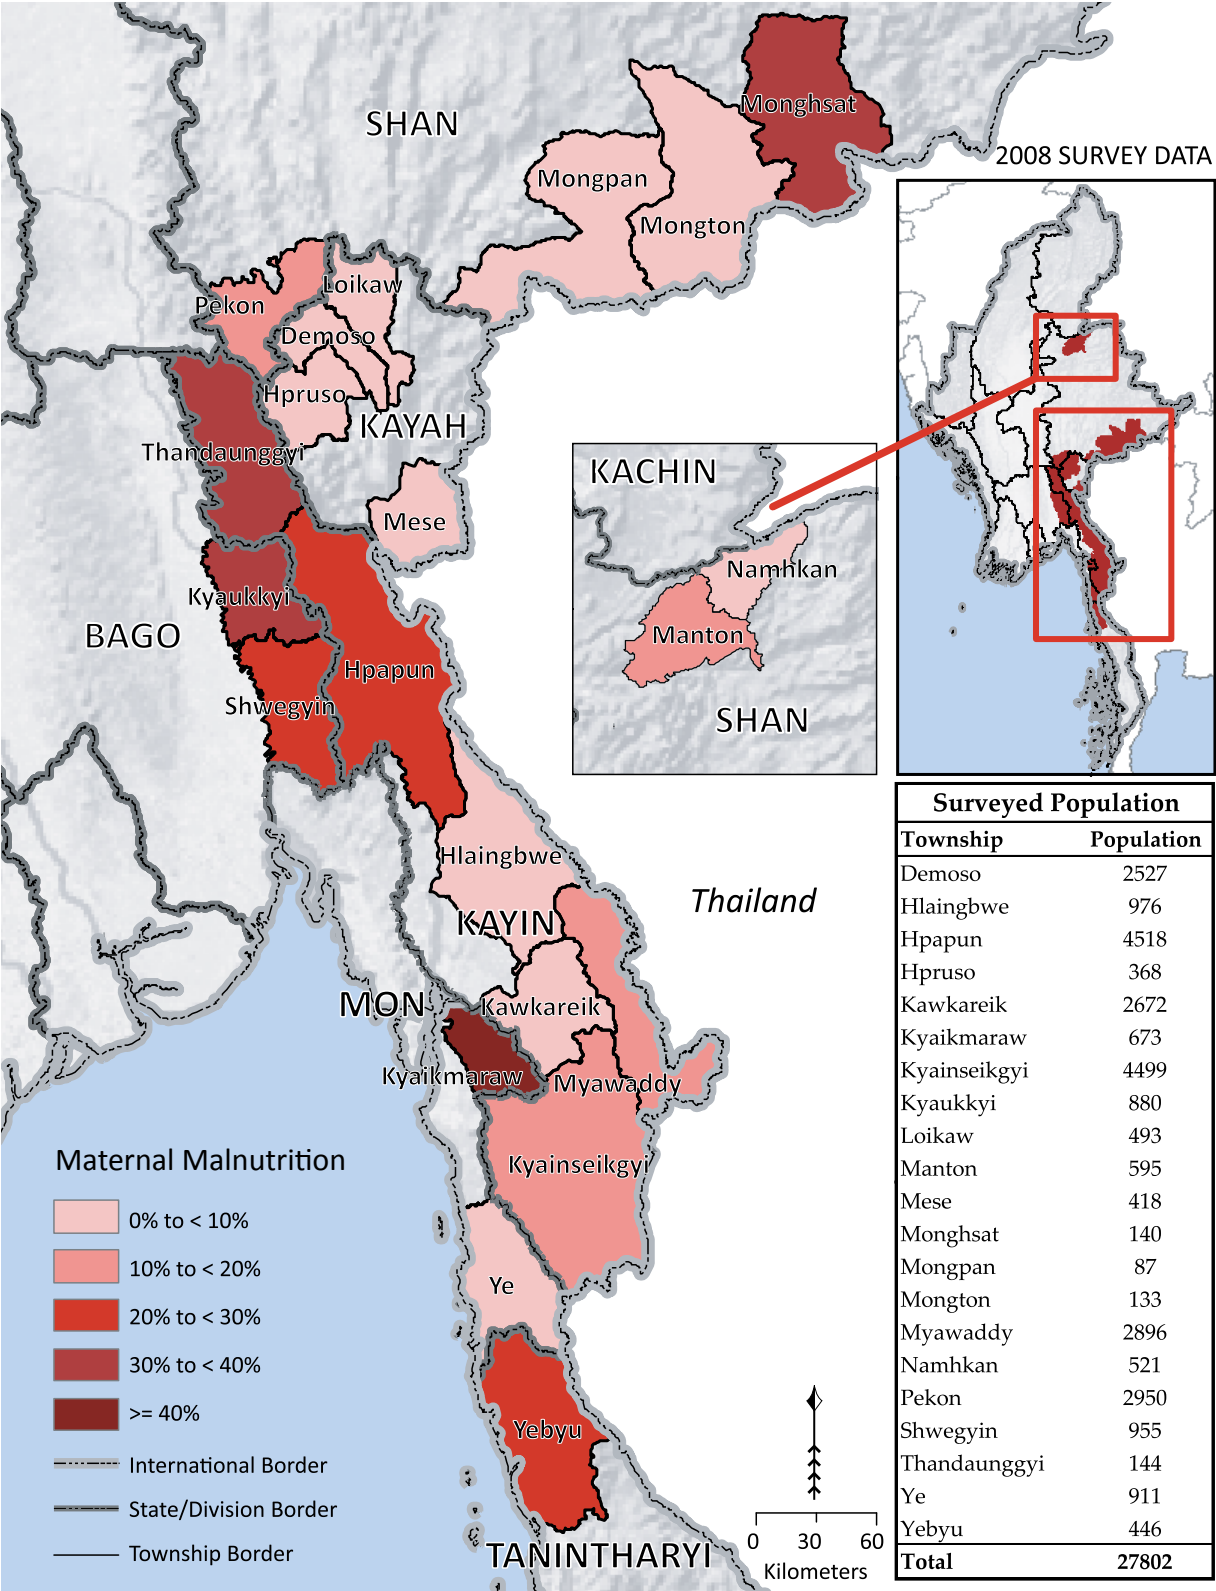 SHAN
Monghsat
2008 SURVEY DATA
Mongpan
Mongton
Loikaw
Pekon
Demoso
Hpruso
KAYAH
Thandaunggyi
KACHIN
Mese
Namhkan
Kyaukkyi
Manton
BAGO
Hpapun
Shwegyin
SHAN
Surveyed Population
Township Population
Demoso 2527
Hlaingbwe 976
Hpapun 4518
Hpruso 368
Kawkareik 2672
Kyaikmaraw 673
Kyainseikgyi 4499
Kyaukkyi 880
Loikaw 493
Manton 595
Mese 418
Monghsat 140
Mongpan 87
Mongton 133
Myawaddy 2896
Namhkan 521
Pekon 2950
Shwegyin 955
Thandaunggyi 144
Ye 911
Yebyu 446
Total 27802
Hlaingbwe
Thailand
KAYIN
MON
Kawkareik
Kyaikmaraw
Myawaddy
Kyainseikgyi
Ye
Yebyu
TANINTHARYI
Maternal Malnutrition
0% to < 10%
10% to < 20%
20% to < 30%
30% to < 40%
>= 40%
International Border
State/Division Border
Township Border
0 30 60
Kilometers